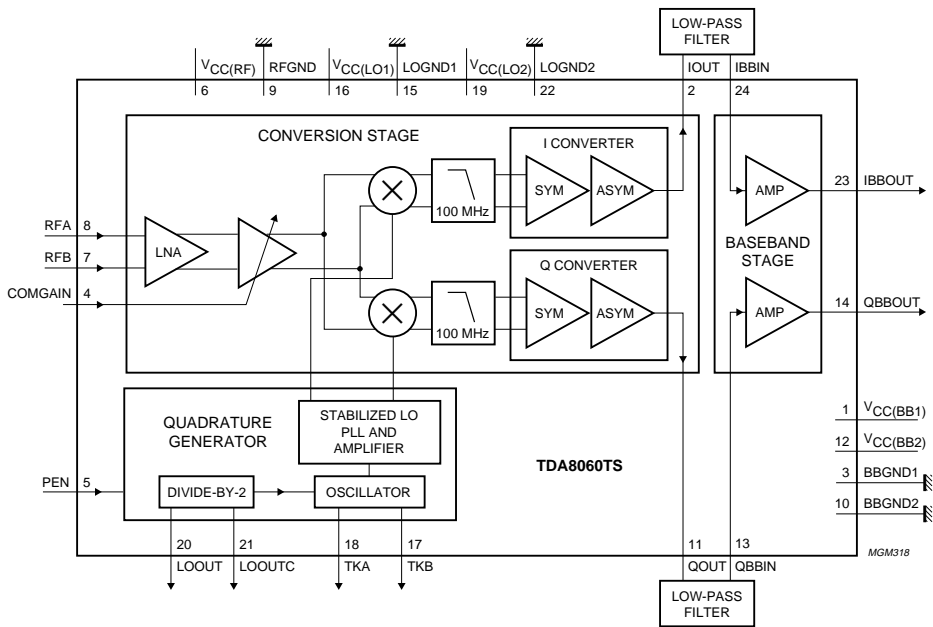 LOW-PASS
FILTER
VCC(RF) RFGND VCC(LO1) LOGND1 VCC(LO2) LOGND2 IOUT IBBIN
6 9 16 15 19 22 2 24
CONVERSION STAGE
I CONVERTER
SYM ASYM
100 MHz
AMP
23 IBBOUT
RFA 8
LNA
RFB 7
COMGAIN 4
BASEBAND
STAGE
Q CONVERTER
SYM ASYM
100 MHz
AMP
14 QBBOUT
QUADRATURE
GENERATOR
STABILIZED LO
PLL AND
AMPLIFIER
TDA8060TS
1 VCC(BB1)
12 VCC(BB2)
3 BBGND1
10 BBGND2
PEN 5
DIVIDE-BY-2
OSCILLATOR
20 21 18 17 11 13
LOOUT LOOUTC TKA TKB QOUT QBBIN
MGM318
LOW-PASS
FILTER